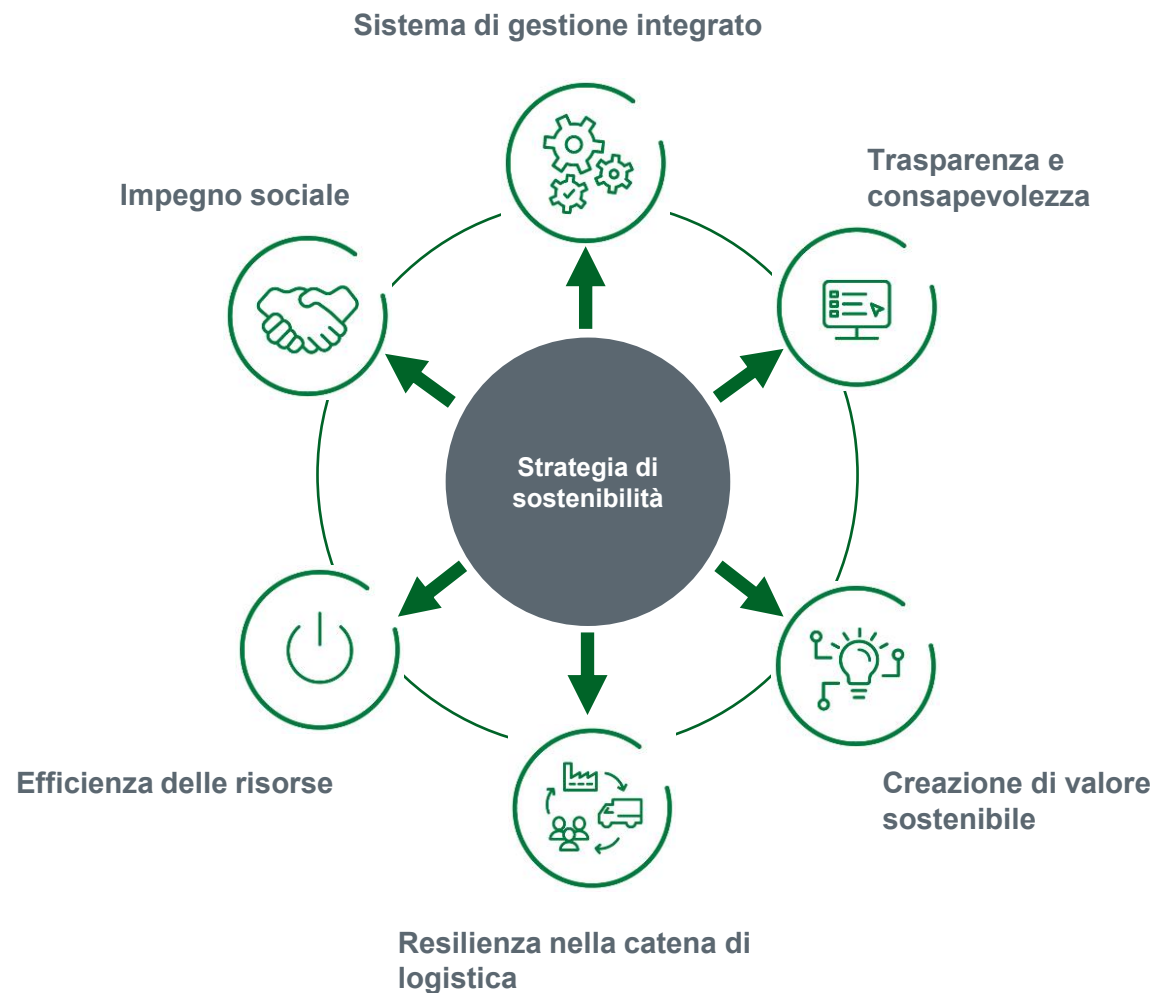 Sistema di gestione integrato
Trasparenza e
consapevolezza
Impegno sociale
Strategia di
sostenibilità
Efficienza delle risorse
Creazione di valore
sostenibile
Resilienza nella catena di
logistica